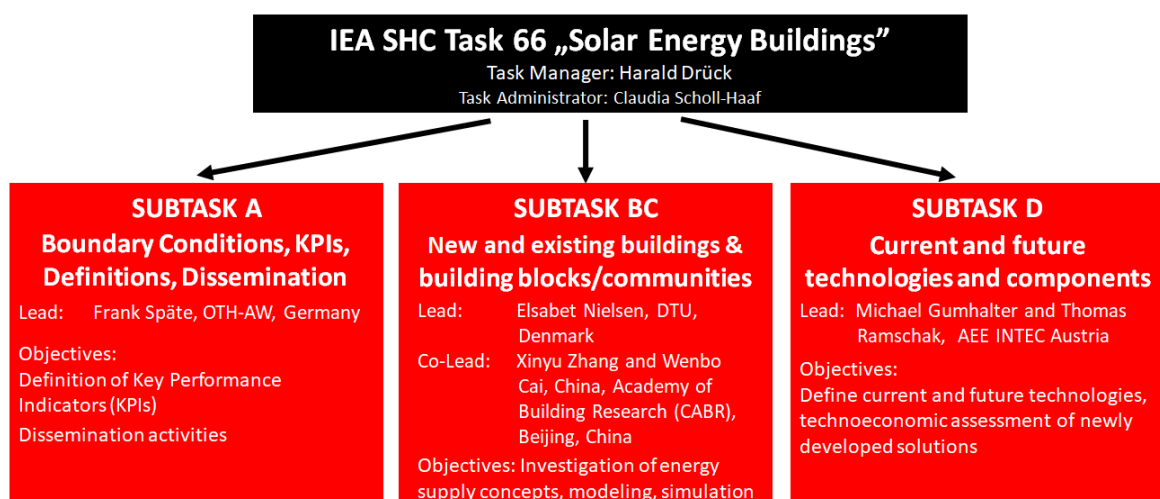 IEA SHC Task 66 „Solar Energy Buildings”
Task Manager: Harald Drück
Task Administrator: Claudia Scholl-Haaf
SUBTASK A
Boundary Conditions, KPIs,
Definitions, Dissemination
Lead: Frank Späte, OTH-AW, Germany
Objectives:
Definition of Key Performance
Indicators (KPIs)
Dissemination activities
SUBTASK BC
New and existing buildings &
building blocks/communities
Lead: Elsabet Nielsen, DTU,
Denmark
Co-Lead: Xinyu Zhang and Wenbo
Cai, China, Academy of
Building Research (CABR),
Beijing, China
Objectives: Investigation of energy
supply concepts, modeling, simulation
SUBTASK D
Current and future
technologies and components
Lead: Michael Gumhalter and Thomas
Ramschak, AEE INTEC Austria
Objectives:
Define current and future technologies,
technoeconomic assessment of newly
developed solutions